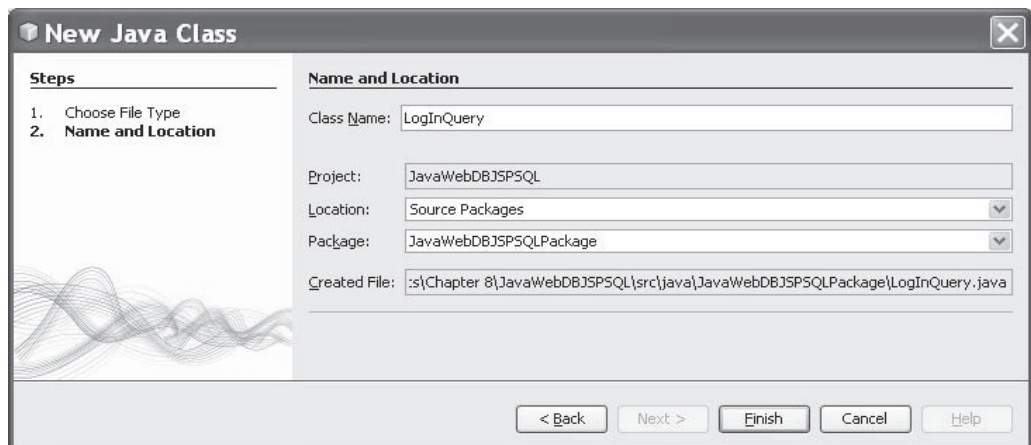 New Java Class
Steps
1. Choose File Type
2. Name and Location
Name and Location
Class Name: LogInQuery
Project: JavaWebDBJSPSQL
Location: Source Packages
Package: JavaWebDBJSPSQLPackage
Created File: :s\Chapter 8\JavaWebDBJSPSQL\src\java\JavaWebDBJSPSQLPackage\LogInQuery.java
< Back Next > Finish Cancel Help